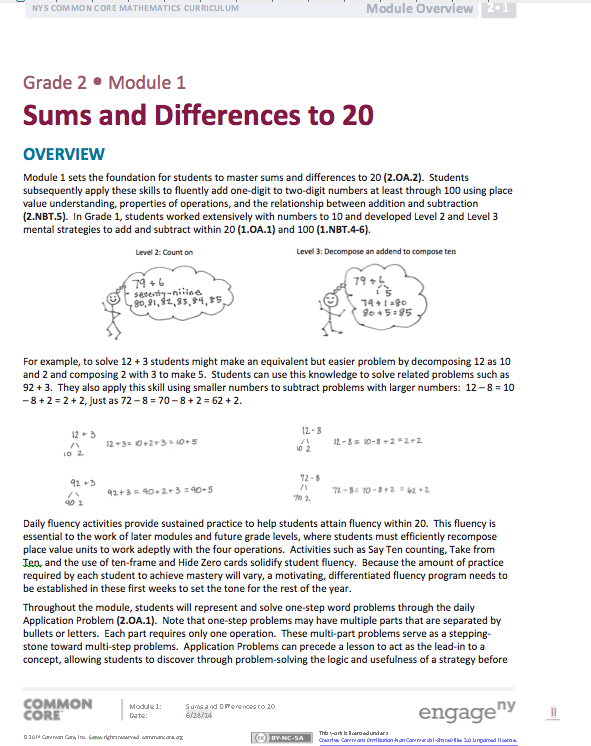 NYS COMMON CORE MATHEMATICS CURRICULUM
Module Overview 2•1
Grade 2 • Module 1
Sums and Differences to 20
OVERVIEW
Module 1 sets the foundation for students to master sums and differences to 20 (2.OA.2). Students
subsequently apply these skills to fluently add one-digit to two-digit numbers at least through 100 using place
value understanding, properties of operations, and the relationship between addition and subtraction
(2.NBT.5). In Grade 1, students worked extensively with numbers to 10 and developed Level 2 and Level 3
mental strategies to add and subtract within 20 (1.OA.1) and 100 (1.NBT.4-6).
Level 2: Count on
79 + 6
seventy-niiine
80,81,82,83,84,85
Level 3: Decompose an addend to compose ten
79 + 6
1 5
79+1=80
80+5=85
For example, to solve 12 + 3 students might make an equivalent but easier problem by decomposing 12 as 10
and 2 and composing 2 with 3 to make 5. Students can use this knowledge to solve related problems such as
92 + 3. They also apply this skill using smaller numbers to subtract problems with larger numbers: 12 – 8 = 10
– 8 + 2 = 2 + 2, just as 72 – 8 = 70 – 8 + 2 = 62 + 2.
12 + 3
10 2
12+3= 10+2+3=10+5
12-8
10 2
12-8= 10-8+2=2+2
92 +3
90 2
92+3= 90+2+3=90+5
72-8
70 2
72-8= 70-8+2 = 62+2
Daily fluency activities provide sustained practice to help students attain fluency within 20. This fluency is
essential to the work of later modules and future grade levels, where students must efficiently recompose
place value units to work adeptly with the four operations. Activities such as Say Ten counting, Take from
Ten, and the use of ten-frame and Hide Zero cards solidify student fluency. Because the amount of practice
required by each student to achieve mastery will vary, a motivating, differentiated fluency program needs to
be established in these first weeks to set the tone for the rest of the year.
Throughout the module, students will represent and solve one-step word problems through the daily
Application Problem (2.OA.1). Note that one-step problems may have multiple parts that are separated by
bullets or letters. Each part requires only one operation. These multi-part problems serve as a stepping-
stone toward multi-step problems. Application Problems can precede a lesson to act as the lead-in to a
concept, allowing students to discover through problem-solving the logic and usefulness of a strategy before
COMMON
CORE
Module 1: Sums and Differences to 20
Date: 6/28/14
engage ny
ii
© 2014 Common Core, Inc. Some rights reserved. commoncore.org
cc BY-NC-SA
This work is licensed under a
Creative Commons Attribution-NonCommercial-ShareAlike 3.0 Unported License.